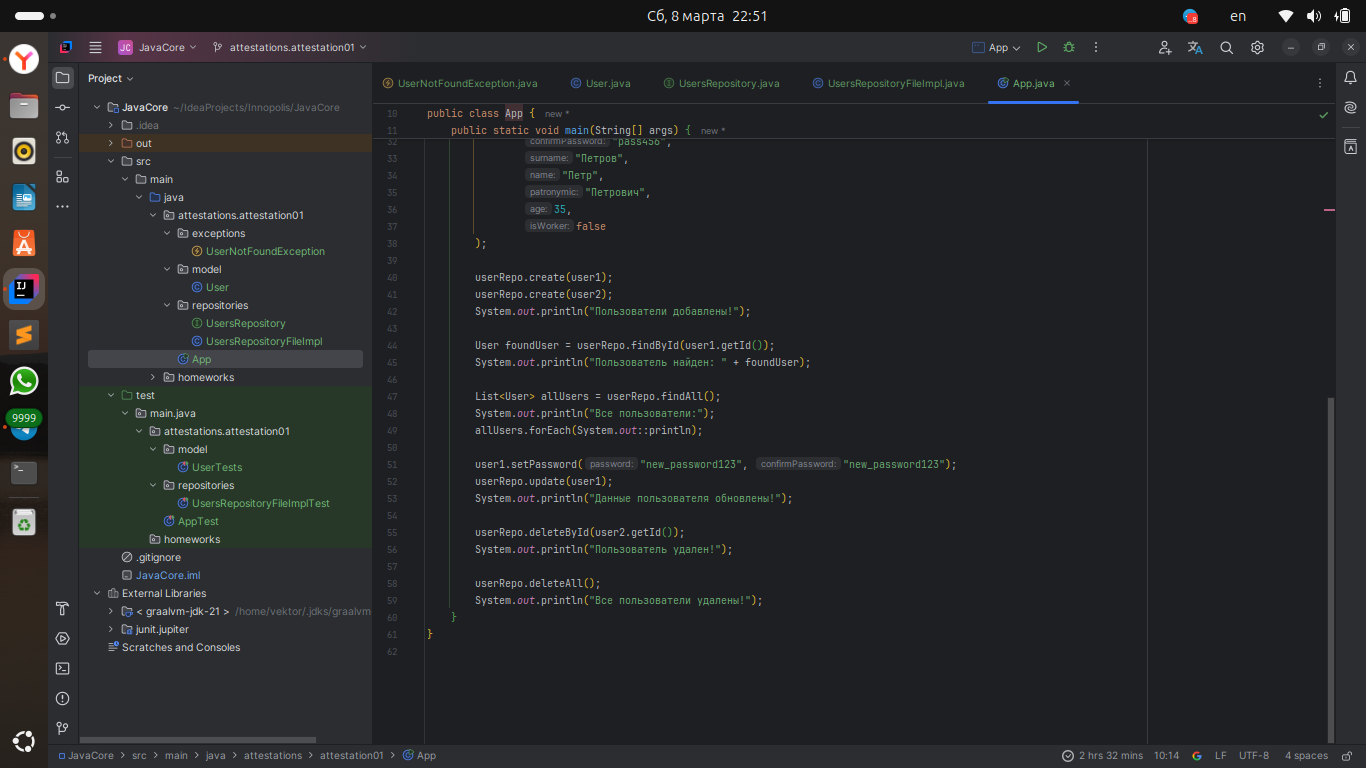 Сб, 8 марта 22:51
8
en
JC JavaCore
attestations.attestation01
App
Project
UserNotFoundException.java
User.java
UsersRepository.java
UsersRepositoryFileImpl.java
App.java
JavaCore ~/IdeaProjects/Innopolis/JavaCore
.idea
out
src
main
java
attestations.attestation01
exceptions
UserNotFoundException
model
User
repositories
UsersRepository
UsersRepositoryFileImpl
App
homeworks
test
main.java
attestations.attestation01
model
UserTests
repositories
UsersRepositoryFileImplTest
AppTest
homeworks
.gitignore
JavaCore.iml
External Libraries
< graalvm-jdk-21 > /home/vektor/.jdks/graalvm
junit.jupiter
Scratches and Consoles
9999
10 public class App { new *
11 public static void main(String[] args) { new *
32 confirmPassword: "pass456",
33 surname: "Петров",
34 name: "Петр",
35 patronymic: "Петрович",
36 age: 35,
37 isWorker: false
38 );
39
40 userRepo.create(user1);
41 userRepo.create(user2);
42 System.out.println("Пользователи добавлены!");
43
44 User foundUser = userRepo.findById(user1.getId());
45 System.out.println("Пользователь найден: " + foundUser);
46
47 List<User> allUsers = userRepo.findAll();
48 System.out.println("Все пользователи:");
49 allUsers.forEach(System.out::println);
50
51 user1.setPassword( password: "new_password123", confirmPassword: "new_password123");
52 userRepo.update(user1);
53 System.out.println("Данные пользователя обновлены!");
54
55 userRepo.deleteById(user2.getId());
56 System.out.println("Пользователь удален!");
57
58 userRepo.deleteAll();
59 System.out.println("Все пользователи удалены!");
60 }
61 }
62
JavaCore > src > main > java > attestations > attestation01 > App
2 hrs 32 mins 10:14 LF UTF-8 4 spaces